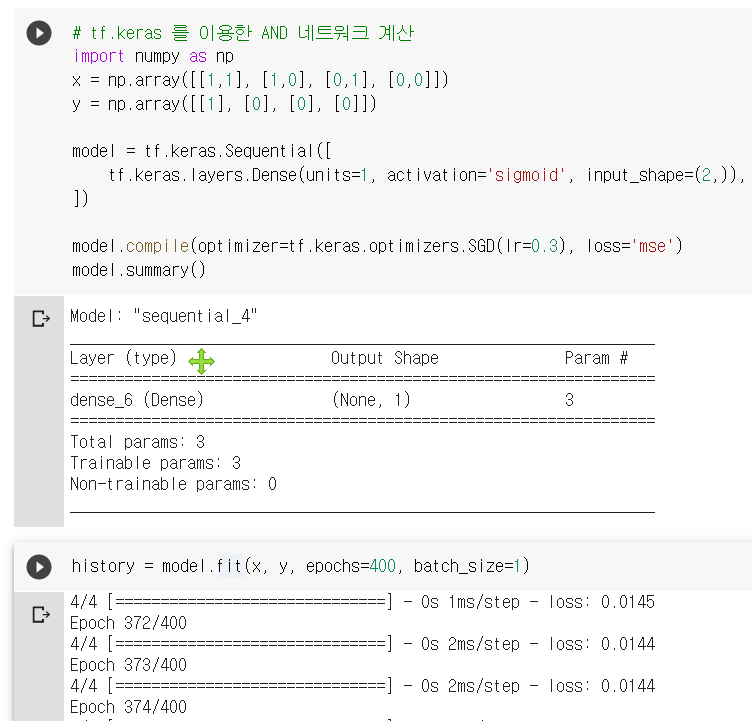 # tf.keras 를 이용한 AND 네트워크 계산
import numpy as np
x = np.array([[1,1], [1,0], [0,1], [0,0]])
y = np.array([[1], [0], [0], [0]])
model = tf.keras.Sequential([
    tf.keras.layers.Dense(units=1, activation='sigmoid', input_shape=(2,)),
])
model.compile(optimizer=tf.keras.optimizers.SGD(lr=0.3), loss='mse')
model.summary()
Model: "sequential_4"
Layer (type) Output Shape Param #
=================================================================
dense_6 (Dense) (None, 1) 3
=================================================================
Total params: 3
Trainable params: 3
Non-trainable params: 0
history = model.fit(x, y, epochs=400, batch_size=1)
4/4 [==============================] - 0s 1ms/step - loss: 0.0145
Epoch 372/400
4/4 [==============================] - 0s 2ms/step - loss: 0.0144
Epoch 373/400
4/4 [==============================] - 0s 2ms/step - loss: 0.0144
Epoch 374/400